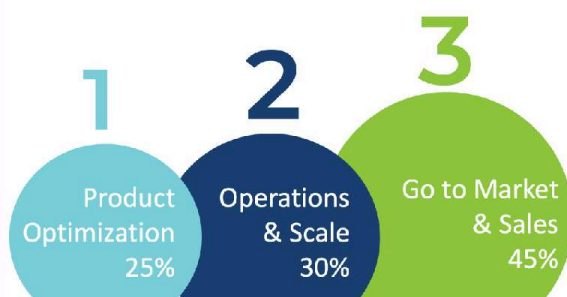 1
Product
Optimization
25%
2
Operations
& Scale
30%
3
Go to Market
& Sales
45%